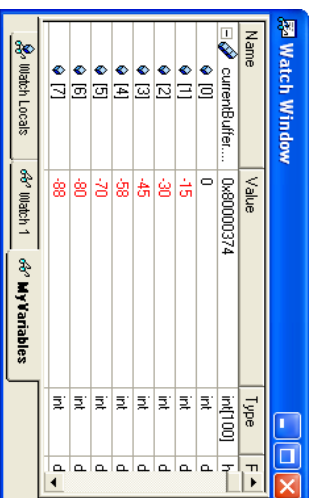 Watch Window
Name Value Type F
currentBuffer.... 0x80000374 int[100] h
[0] 0 int d
[1] -15 int d
[2] -30 int d
[3] -45 int d
[4] -58 int d
[5] -70 int d
[6] -80 int d
[7] -88 int d
Watch Locals Watch 1 MyVariables